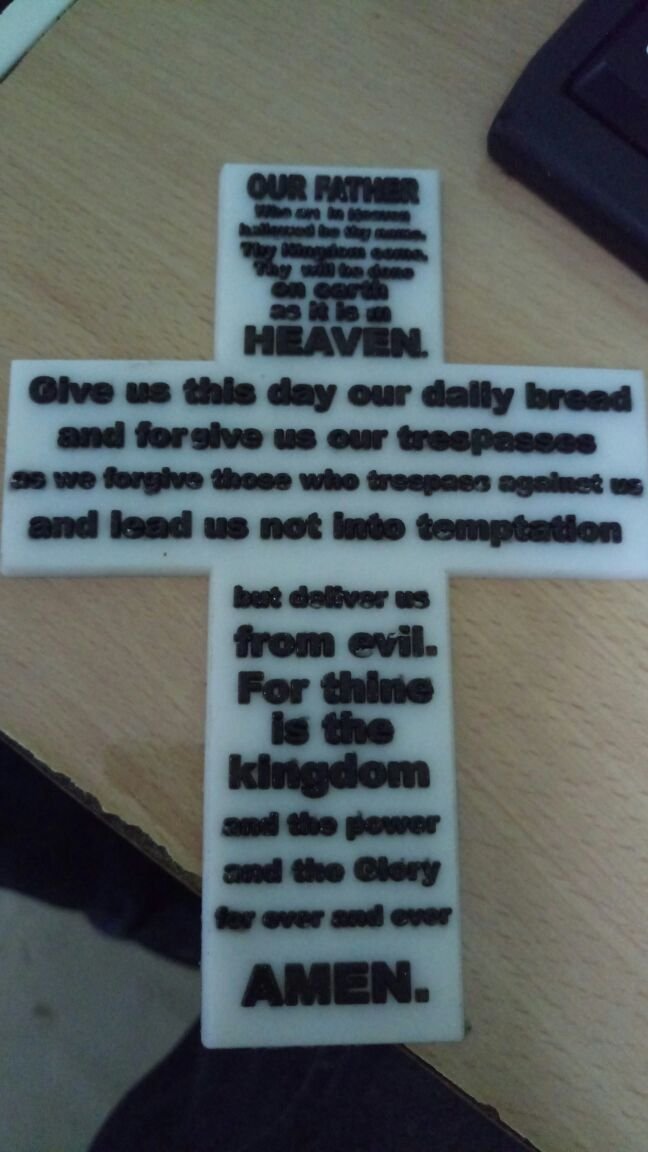 OUR FATHER
Who art in Heaven
hallowed be thy name.
Thy Kingdom come.
Thy will be done
on earth
as it is in
HEAVEN.
Give us this day our daily bread
and forgive us our trespasses
as we forgive those who trespass against us
and lead us not into temptation
but deliver us
from evil.
For thine
is the
kingdom
and the power
and the Glory
for ever and ever
AMEN.